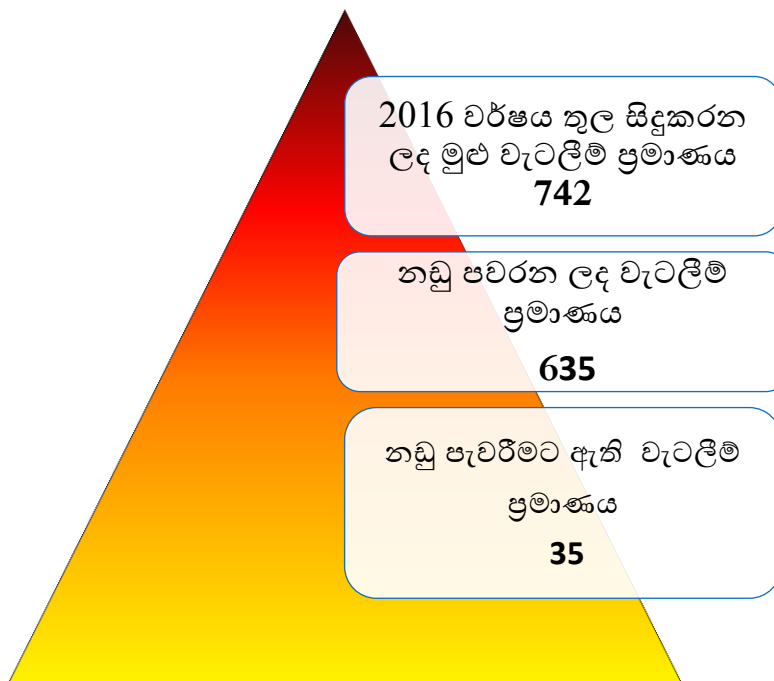 2016 වර්ෂය තුල සිදුකරන
ලද මුළු වැටලීම් ප්‍රමාණය
742
නඩු පවරන ලද වැටලීම්
ප්‍රමාණය
635
නඩු පැවරීමට ඇති වැටලීම්
ප්‍රමාණය
35